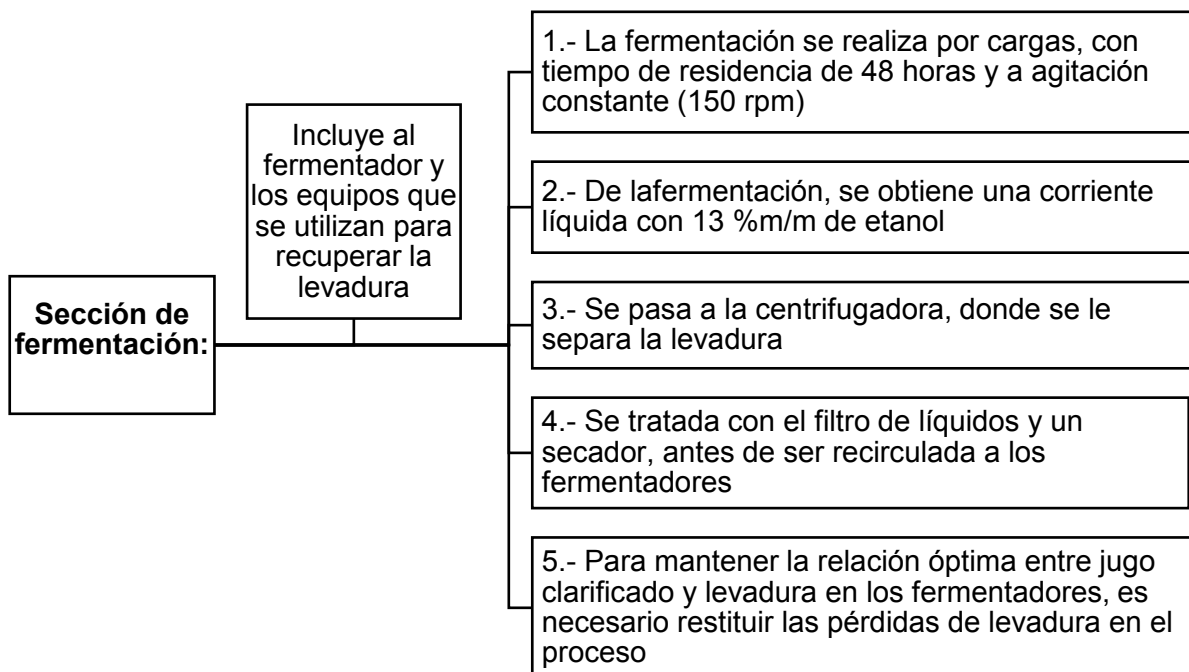 Sección de
fermentación:
Incluye al
fermentador y
los equipos que
se utilizan para
recuperar la
levadura
1.- La fermentación se realiza por cargas, con
tiempo de residencia de 48 horas y a agitación
constante (150 rpm)
2.- De lafermentación, se obtiene una corriente
líquida con 13 %m/m de etanol
3.- Se pasa a la centrifugadora, donde se le
separa la levadura
4.- Se tratada con el filtro de líquidos y un
secador, antes de ser recirculada a los
fermentadores
5.- Para mantener la relación óptima entre jugo
clarificado y levadura en los fermentadores, es
necesario restituir las pérdidas de levadura en el
proceso